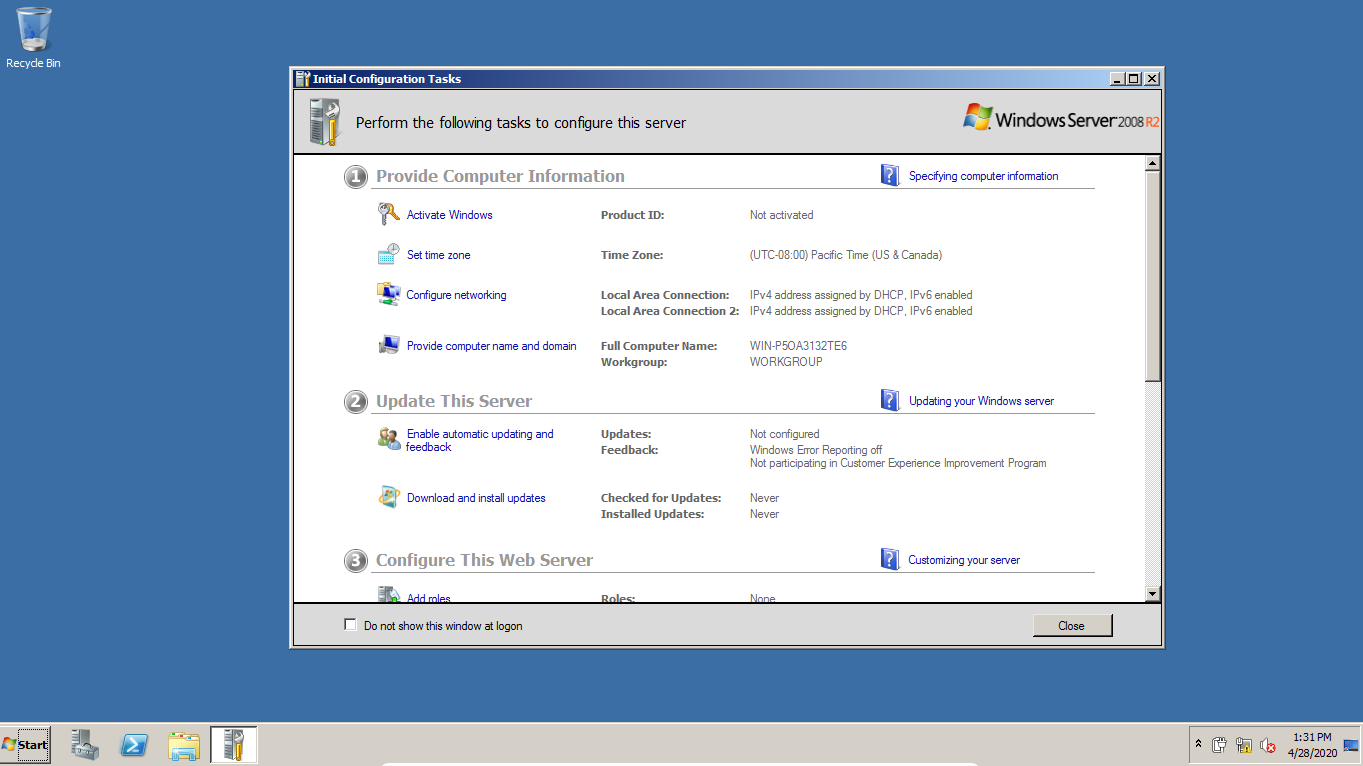 Recycle Bin
Initial Configuration Tasks
Perform the following tasks to configure this server
Windows Server 2008 R2
1 Provide Computer Information
Specifying computer information
Activate Windows Product ID: Not activated
Set time zone Time Zone: (UTC-08:00) Pacific Time (US & Canada)
Configure networking Local Area Connection: IPv4 address assigned by DHCP, IPv6 enabled
Local Area Connection 2: IPv4 address assigned by DHCP, IPv6 enabled
Provide computer name and domain Full Computer Name: WIN-P5OA3132TE6
Workgroup: WORKGROUP
2 Update This Server
Updating your Windows server
Enable automatic updating and Updates: Not configured
feedback Feedback: Windows Error Reporting off
Not participating in Customer Experience Improvement Program
Download and install updates Checked for Updates: Never
Installed Updates: Never
3 Configure This Web Server
Customizing your server
Add roles Roles: None
Do not show this window at logon
Close
Start
1:31 PM
4/28/2020